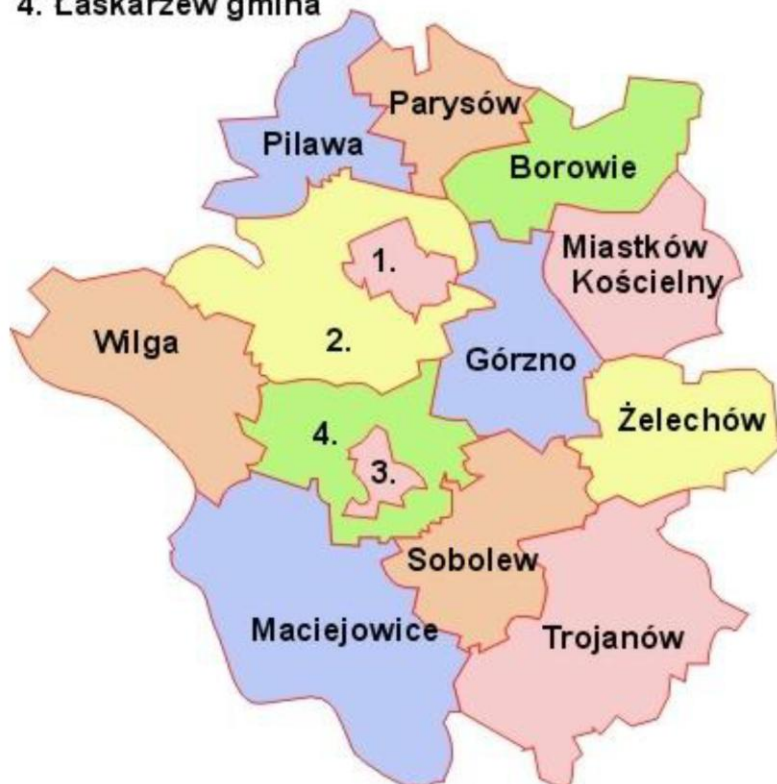 4. Łaskarzew gmina
Parysów
Pilawa
Borowie
Miastków
Kościelny
1.
Wilga
2.
Górzno
Żelechów
4.
3.
Sobolew
Maciejowice
Trojanów